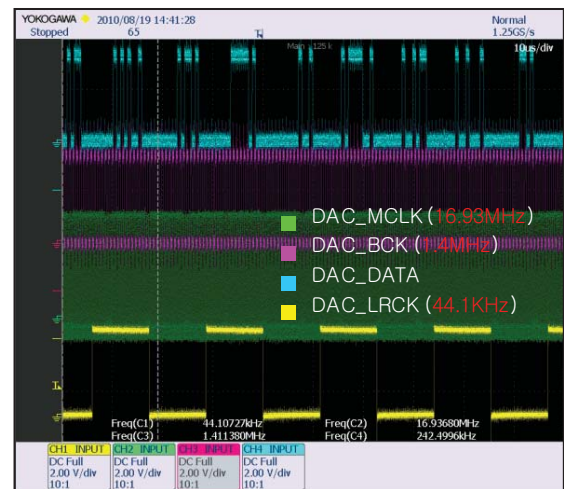 YOKOGAWA 2010/08/19 14:41:28 Normal
Stopped 65 1.25GS/s
Main : 125 k 10us/div
DAC_MCLK (16.93MHz)
DAC_BCK (1.4MHz)
DAC_DATA
DAC_LRCK (44.1KHz)
Freq(C1) 44.10727kHz Freq(C2) 16.93680MHz
Freq(C3) 1.411380MHz Freq(C4) 242.4996kHz
CH1 INPUT CH2 INPUT CH3 INPUT CH4 INPUT
DC Full DC Full DC Full DC Full
2.00 V/div 2.00 V/div 2.00 V/div 2.00 V/div
10:1 10:1 10:1 10:1